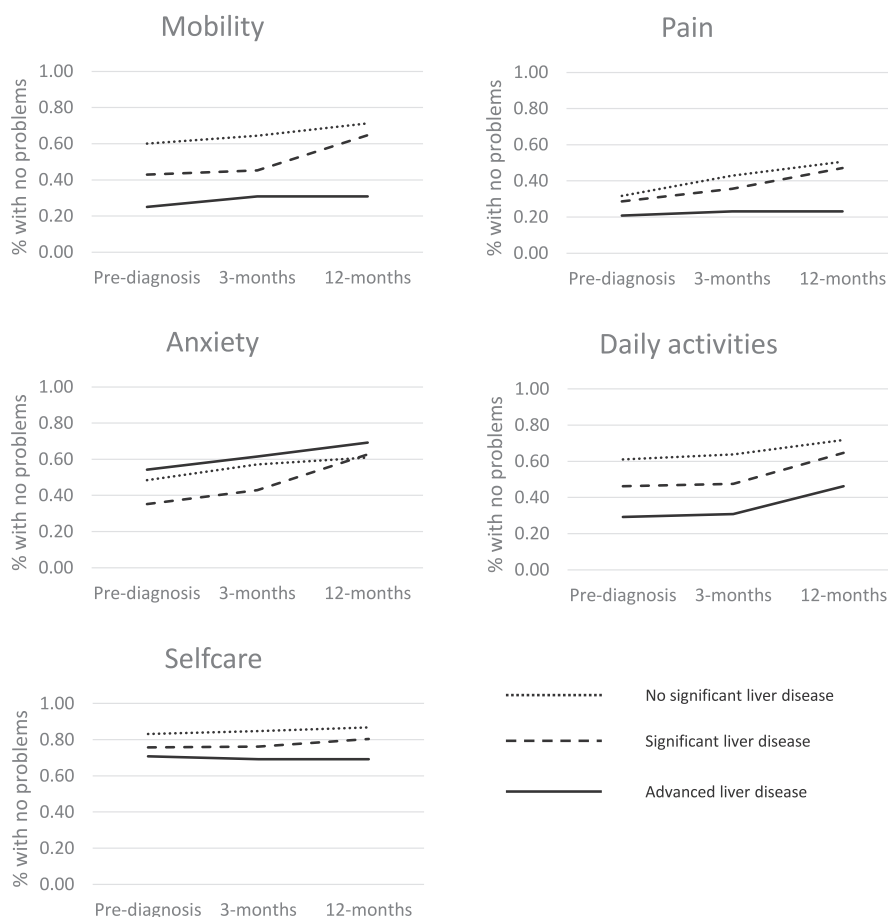 Mobility
% with no problems
1.00
0.80
0.60
0.40
0.20
0.00
Pre-diagnosis 3-months 12-months
Pain
% with no problems
1.00
0.80
0.60
0.40
0.20
0.00
Pre-diagnosis 3-months 12-months
Anxiety
% with no problems
1.00
0.80
0.60
0.40
0.20
0.00
Pre-diagnosis 3-months 12-months
Daily activities
% with no problems
1.00
0.80
0.60
0.40
0.20
0.00
Pre-diagnosis 3-months 12-months
Selfcare
% with no problems
1.00
0.80
0.60
0.40
0.20
0.00
Pre-diagnosis 3-months 12-months
No significant liver disease
Significant liver disease
Advanced liver disease